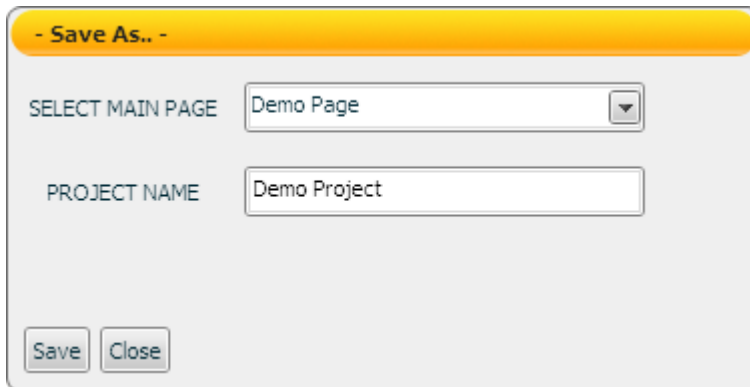 - Save As.. -
SELECT MAIN PAGE Demo Page
PROJECT NAME Demo Project
Save Close